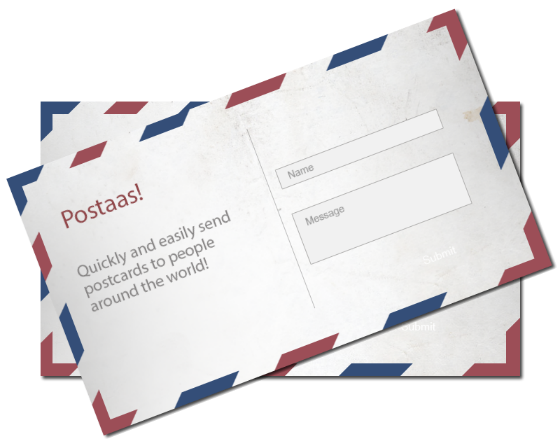 Postaas!
Quickly and easily send
postcards to people
around the world!
Name
Message
Submit
Submit